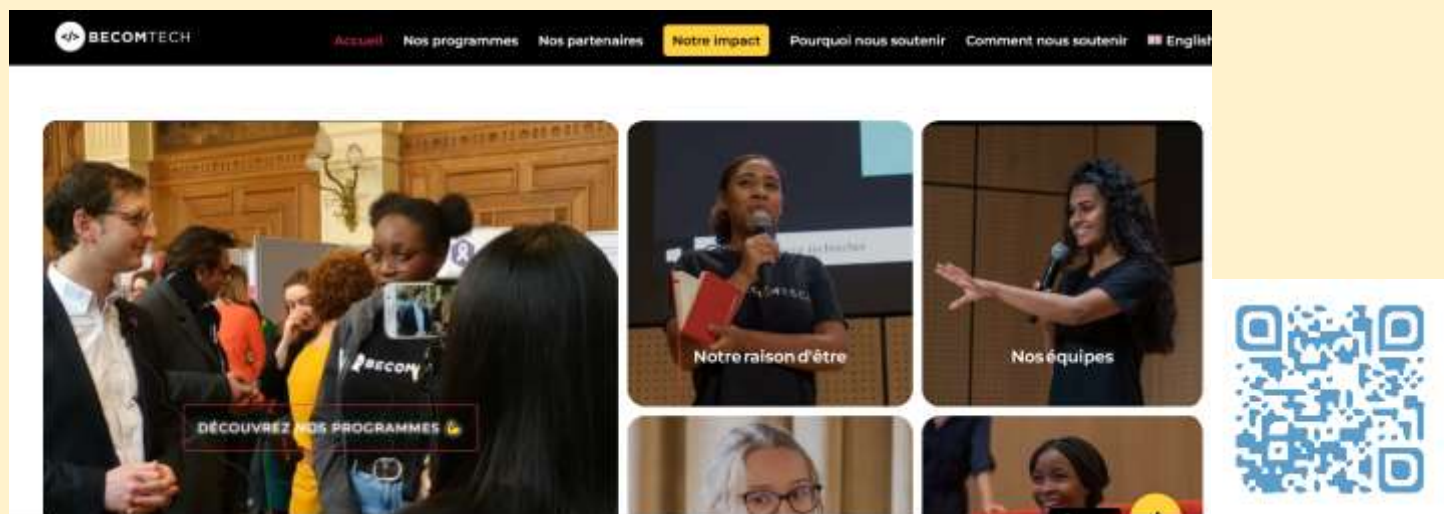 </> BECOMTECH
Accueil Nos programmes Nos partenaires Notre impact Pourquoi nous soutenir Comment nous soutenir English
BECOM
DÉCOUVREZ NOS PROGRAMMES
Notre raison d'être
Nos équipes